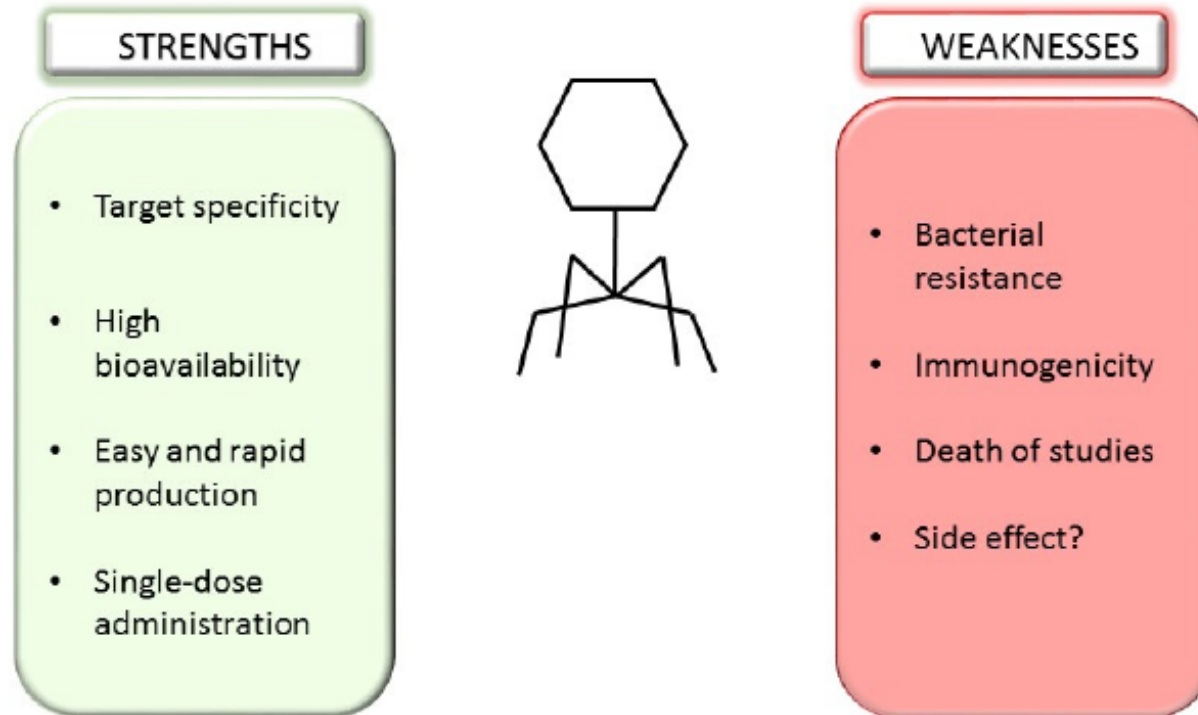 STRENGTHS
• Target specificity
• High
bioavailability
• Easy and rapid
production
• Single-dose
administration
WEAKNESSES
• Bacterial
resistance
• Immunogenicity
• Death of studies
• Side effect?